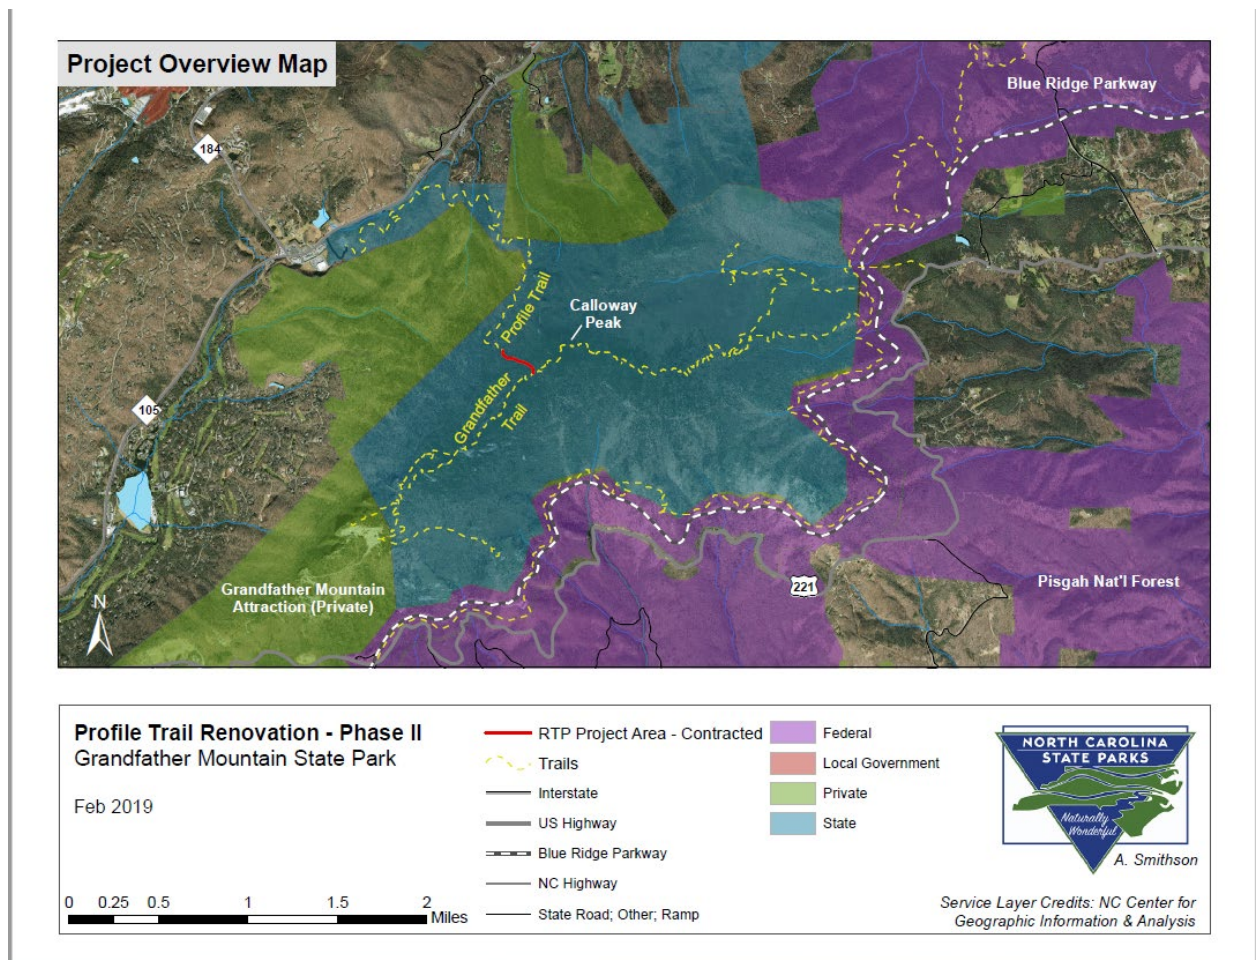 Project Overview Map
Blue Ridge Parkway
184
Profile Trail
Calloway
Peak
105
Grandfather
Trail
Grandfather Mountain
Attraction (Private)
221
Pisgah Nat'l Forest
N
Profile Trail Renovation - Phase II
Grandfather Mountain State Park
Feb 2019
0 0.25 0.5 1 1.5 2
Miles
RTP Project Area - Contracted
Trails
Interstate
US Highway
Blue Ridge Parkway
NC Highway
State Road; Other; Ramp
Federal
Local Government
Private
State
NORTH CAROLINA
STATE PARKS
Naturally
Wonderful
A. Smithson
Service Layer Credits: NC Center for
Geographic Information & Analysis